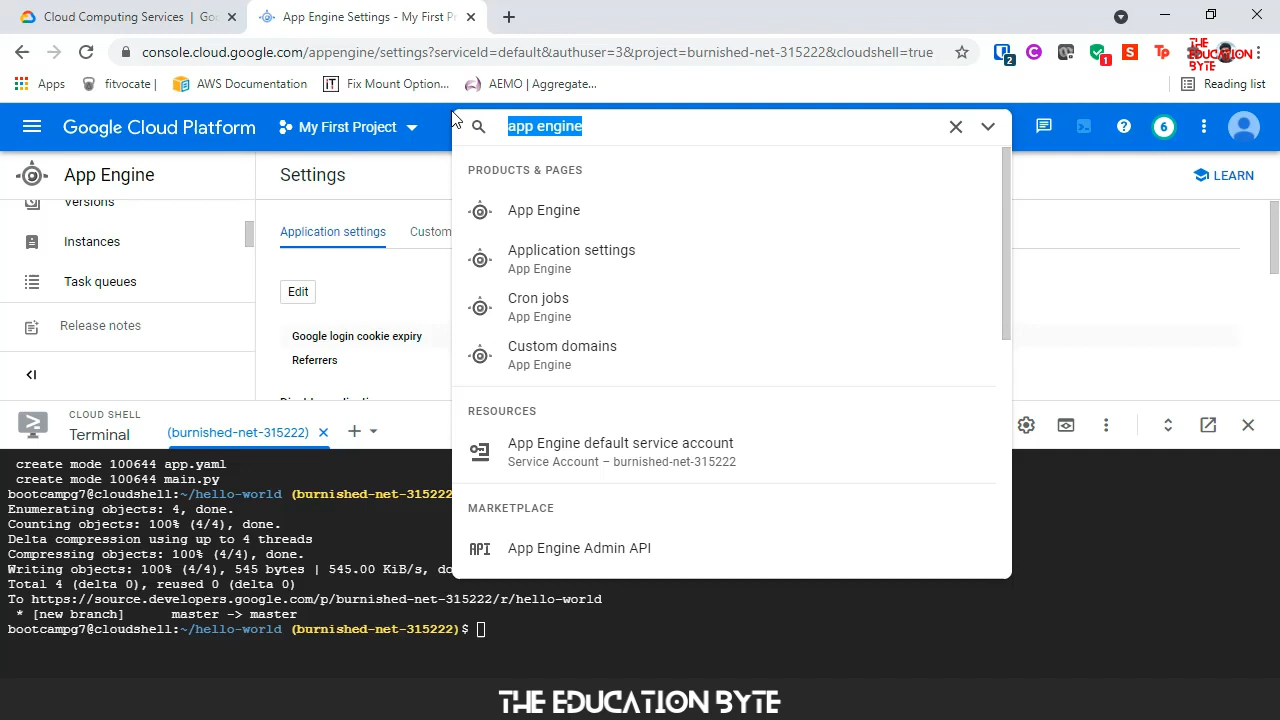 Cloud Computing Services | Go
App Engine Settings - My First P
console.cloud.google.com/appengine/settings?serviceId=default&authuser=3&project=burnished-net-315222&cloudshell=true
2
1
THE
EDUCATION
BYTE
Apps
fitvocate |
AWS Documentation
Fix Mount Option...
AEMO | Aggregate...
Reading list
Google Cloud Platform
My First Project
app engine
6
App Engine
Settings
LEARN
Versions
Instances
Task queues
Release notes
Application settings
Custom
Edit
Google login cookie expiry
Referrers
PRODUCTS & PAGES
App Engine
Application settings
App Engine
Cron jobs
App Engine
Custom domains
App Engine
RESOURCES
App Engine default service account
Service Account – burnished-net-315222
MARKETPLACE
API
App Engine Admin API
CLOUD SHELL
Terminal
(burnished-net-315222)
create mode 100644 app.yaml
create mode 100644 main.py
bootcampg7@cloudshell:~/hello-world (burnished-net-315222
Enumerating objects: 4, done.
Counting objects: 100% (4/4), done.
Delta compression using up to 4 threads
Compressing objects: 100% (4/4), done.
Writing objects: 100% (4/4), 545 bytes | 545.00 KiB/s, do
Total 4 (delta 0), reused 0 (delta 0)
To https://source.developers.google.com/p/burnished-net-315222/r/hello-world
* [new branch] master -> master
bootcampg7@cloudshell:~/hello-world (burnished-net-315222)$
THE EDUCATION BYTE